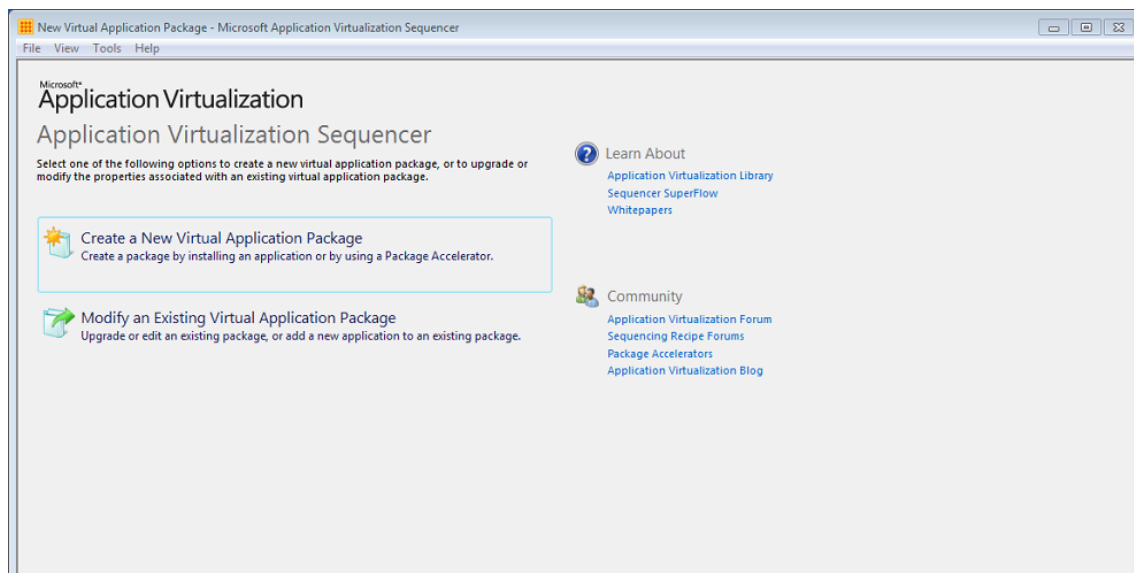 New Virtual Application Package - Microsoft Application Virtualization Sequencer
File View Tools Help
Microsoft®
Application Virtualization
Application Virtualization Sequencer
Select one of the following options to create a new virtual application package, or to upgrade or
modify the properties associated with an existing virtual application package.
Create a New Virtual Application Package
Create a package by installing an application or by using a Package Accelerator.
Modify an Existing Virtual Application Package
Upgrade or edit an existing package, or add a new application to an existing package.
Learn About
Application Virtualization Library
Sequencer SuperFlow
Whitepapers
Community
Application Virtualization Forum
Sequencing Recipe Forums
Package Accelerators
Application Virtualization Blog